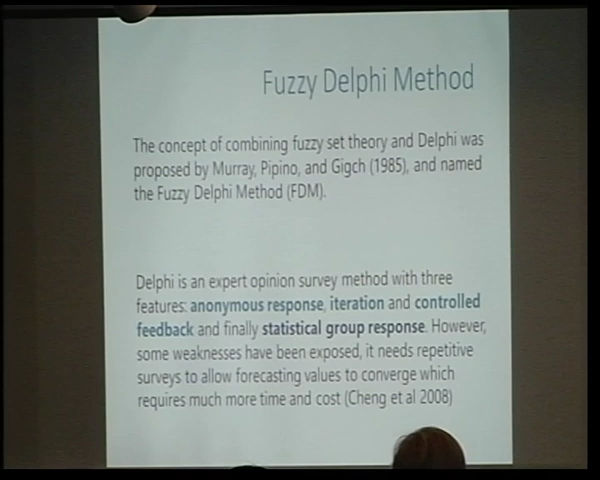 Fuzzy Delphi Method
The concept of combining fuzzy set theory and Delphi was
proposed by Murray, Pipino, and Gigch (1985), and named
the Fuzzy Delphi Method (FDM).
Delphi is an expert opinion survey method with three
features: anonymous response, iteration and controlled
feedback and finally statistical group response. However,
some weaknesses have been exposed, it needs repetitive
surveys to allow forecasting values to converge which
requires much more time and cost (Cheng et al 2008)